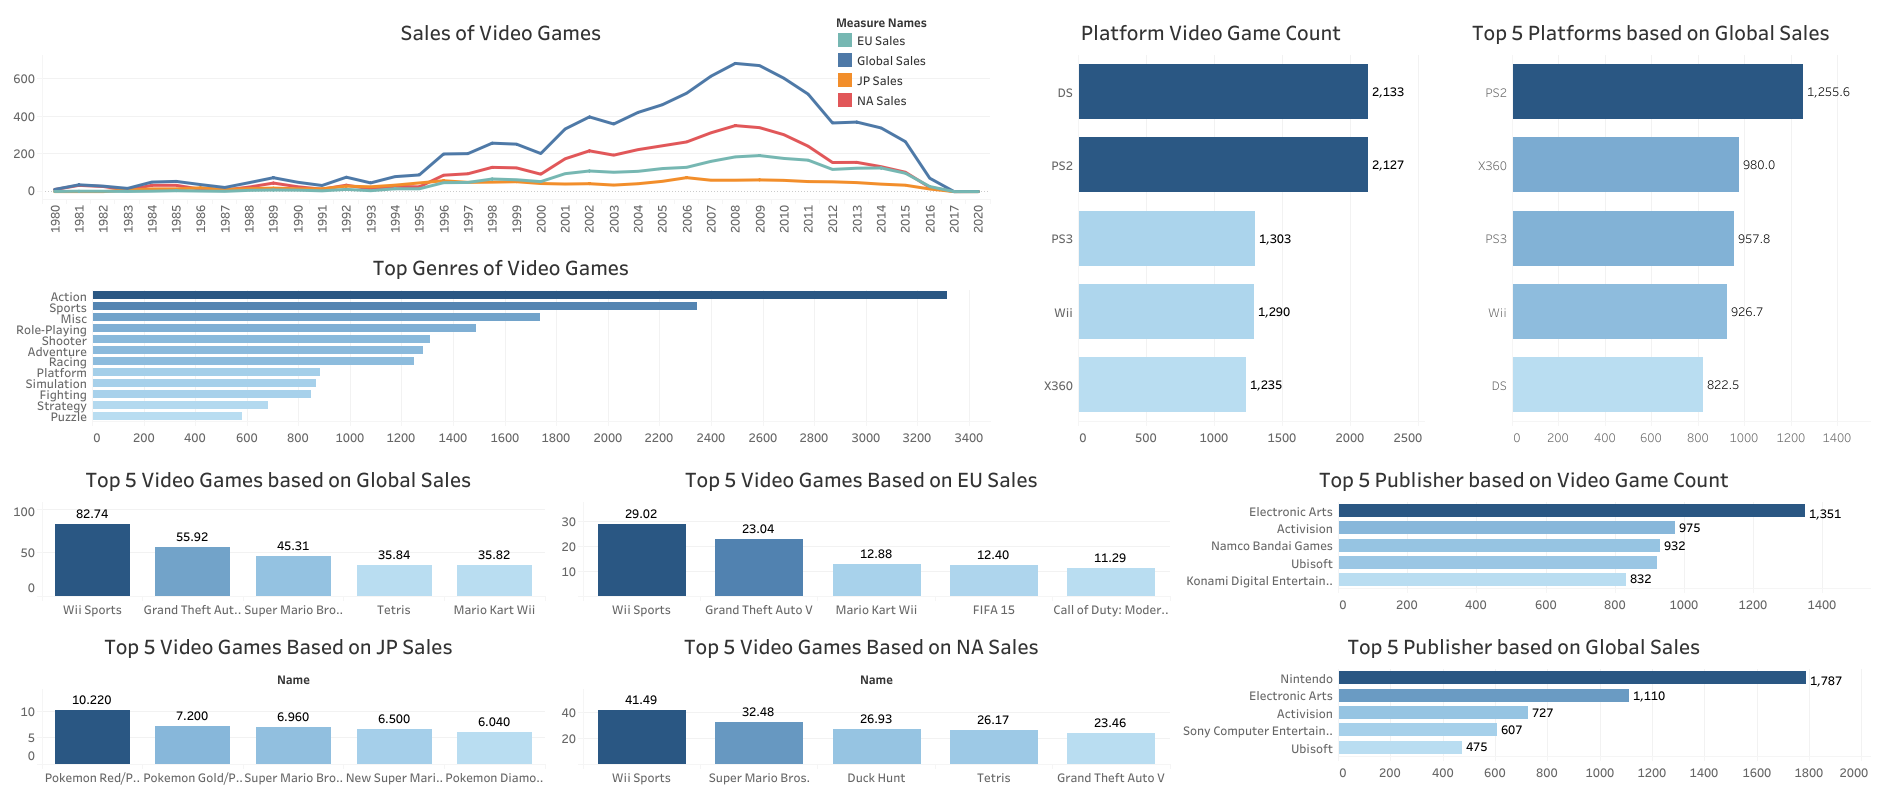 Sales of Video Games
Measure Names
EU Sales
Global Sales
JP Sales
NA Sales
600
400
200
0
1980 1981 1982 1983 1984 1985 1986 1987 1988 1989 1990 1991 1992 1993 1994 1995 1996 1997 1998 1999 2000 2001 2002 2003 2004 2005 2006 2007 2008 2009 2010 2011 2012 2013 2014 2015 2016 2017 2020
Top Genres of Video Games
Action
Sports
Misc
Role-Playing
Shooter
Adventure
Racing
Platform
Simulation
Fighting
Strategy
Puzzle
0 200 400 600 800 1000 1200 1400 1600 1800 2000 2200 2400 2600 2800 3000 3200 3400
Platform Video Game Count
DS 2,133
PS2 2,127
PS3 1,303
Wii 1,290
X360 1,235
0 500 1000 1500 2000 2500
Top 5 Platforms based on Global Sales
PS2 1,255.6
X360 980.0
PS3 957.8
Wii 926.7
DS 822.5
0 200 400 600 800 1000 1200 1400
Top 5 Video Games based on Global Sales
100
50
0
82.74 55.92 45.31 35.84 35.82
Wii Sports Grand Theft Aut.. Super Mario Bro.. Tetris Mario Kart Wii
Top 5 Video Games Based on EU Sales
30
20
10
29.02 23.04 12.88 12.40 11.29
Wii Sports Grand Theft Auto V Mario Kart Wii FIFA 15 Call of Duty: Moder..
Top 5 Publisher based on Video Game Count
Electronic Arts 1,351
Activision 975
Namco Bandai Games 932
Ubisoft
Konami Digital Entertain.. 832
0 200 400 600 800 1000 1200 1400
Top 5 Video Games Based on JP Sales
Name
10
5
0
10.220 7.200 6.960 6.500 6.040
Pokemon Red/P.. Pokemon Gold/P.. Super Mario Bro.. New Super Mari.. Pokemon Diamo..
Top 5 Video Games Based on NA Sales
Name
40
20
41.49 32.48 26.93 26.17 23.46
Wii Sports Super Mario Bros. Duck Hunt Tetris Grand Theft Auto V
Top 5 Publisher based on Global Sales
Nintendo 1,787
Electronic Arts 1,110
Activision 727
Sony Computer Entertain.. 607
Ubisoft 475
0 200 400 600 800 1000 1200 1400 1600 1800 2000